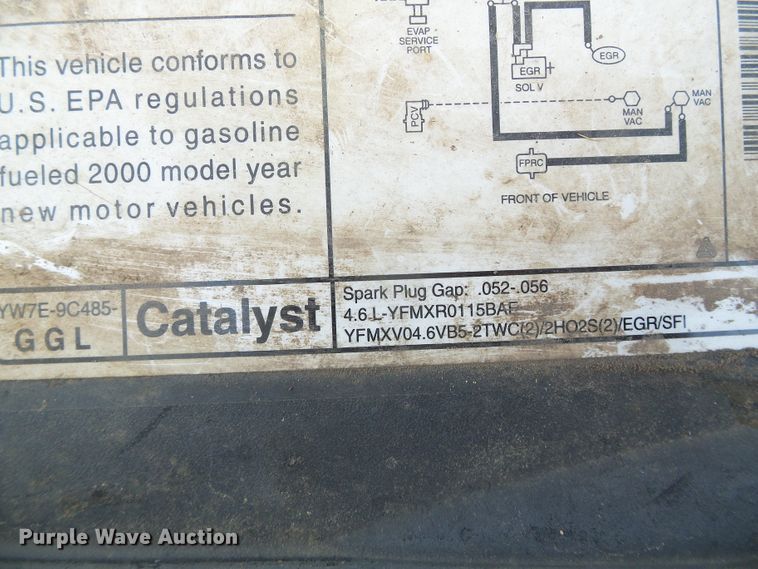 This vehicle conforms to
U.S. EPA regulations
applicable to gasoline
fueled 2000 model year
new motor vehicles.
EVAP
SERVICE
PORT
EGR
SOL V
EGR
PCV
MAN
VAC
MAN
VAC
FPRC
FRONT OF VEHICLE
YW7E-9C485-
GGL
Catalyst
Spark Plug Gap: .052-.056
4.6 L-YFMXR0115BAE
YFMXV04.6VB5-2TWC(2)/2HO2S(2)/EGR/SFI
Purple Wave Auction